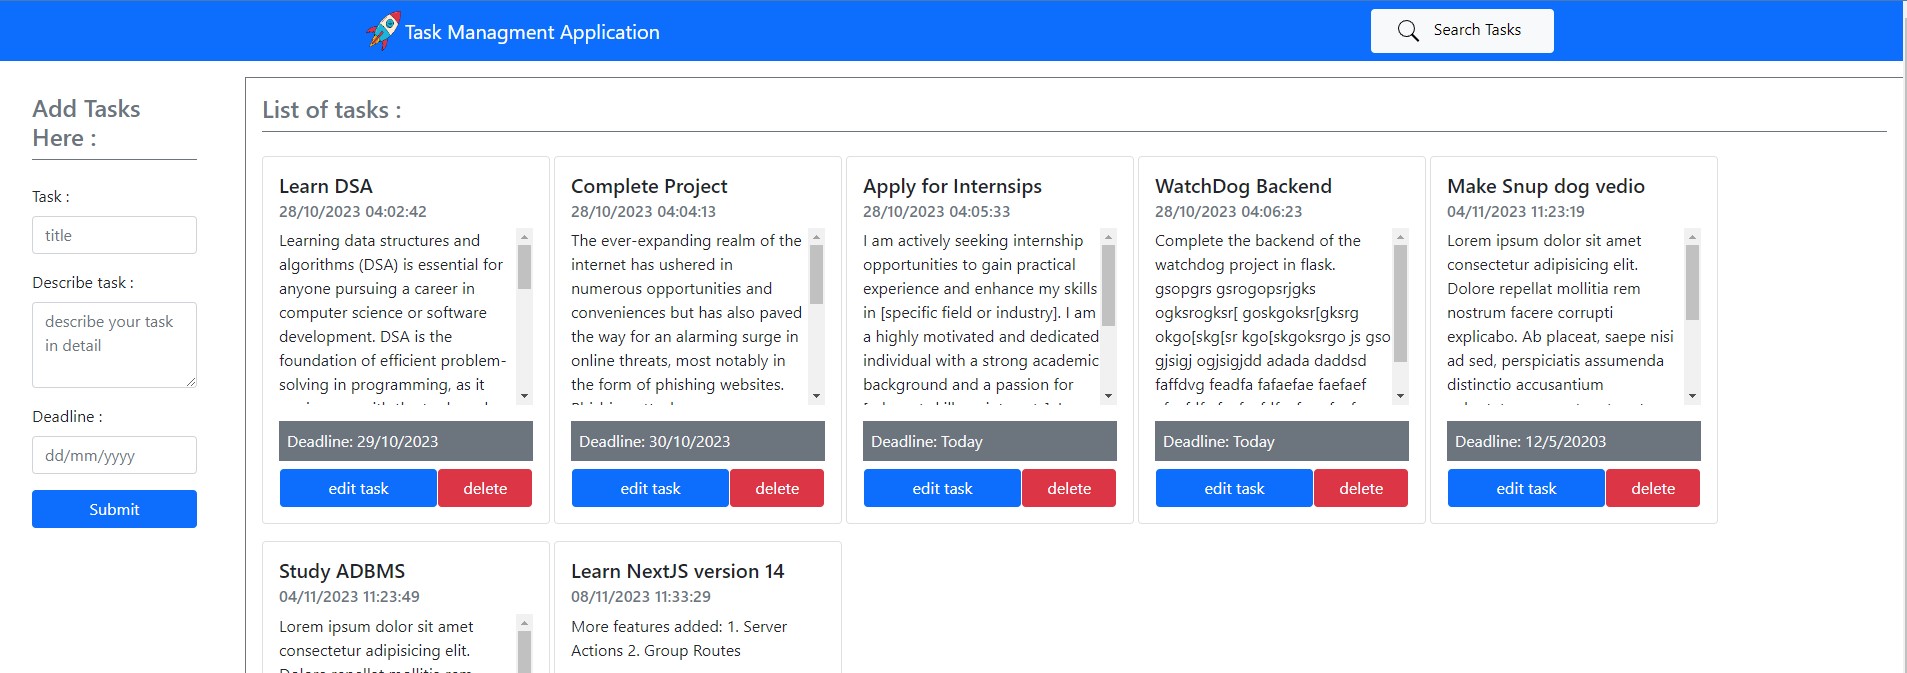 Task Managment Application
Search Tasks
Add Tasks
Here :
Task :
title
Describe task :
describe your task
in detail
Deadline :
dd/mm/yyyy
Submit
List of tasks :
Learn DSA
28/10/2023 04:02:42
Learning data structures and
algorithms (DSA) is essential for
anyone pursuing a career in
computer science or software
development. DSA is the
foundation of efficient problem-
solving in programming, as it
Deadline: 29/10/2023
edit task
delete
Complete Project
28/10/2023 04:04:13
The ever-expanding realm of the
internet has ushered in
numerous opportunities and
conveniences but has also paved
the way for an alarming surge in
online threats, most notably in
the form of phishing websites.
Deadline: 30/10/2023
edit task
delete
Apply for Internsips
28/10/2023 04:05:33
I am actively seeking internship
opportunities to gain practical
experience and enhance my skills
in [specific field or industry]. I am
a highly motivated and dedicated
individual with a strong academic
background and a passion for
Deadline: Today
edit task
delete
WatchDog Backend
28/10/2023 04:06:23
Complete the backend of the
watchdog project in flask.
gsopgrs gsrogopsrjgks
ogksrogksr[ goskgoksr[gksrg
okgo[skg[sr kgo[skgoksrgo js gso
gjsigj ogjsigjdd adada daddsd
faffdvg feadfa fafaefae faefaef
Deadline: Today
edit task
delete
Make Snup dog vedio
04/11/2023 11:23:19
Lorem ipsum dolor sit amet
consectetur adipisicing elit.
Dolore repellat mollitia rem
nostrum facere corrupti
explicabo. Ab placeat, saepe nisi
ad sed, perspiciatis assumenda
distinctio accusantium
Deadline: 12/5/20203
edit task
delete
Study ADBMS
04/11/2023 11:23:49
Lorem ipsum dolor sit amet
consectetur adipisicing elit.
Dolore repellat mollitia rem
Learn NextJS version 14
08/11/2023 11:33:29
More features added: 1. Server
Actions 2. Group Routes